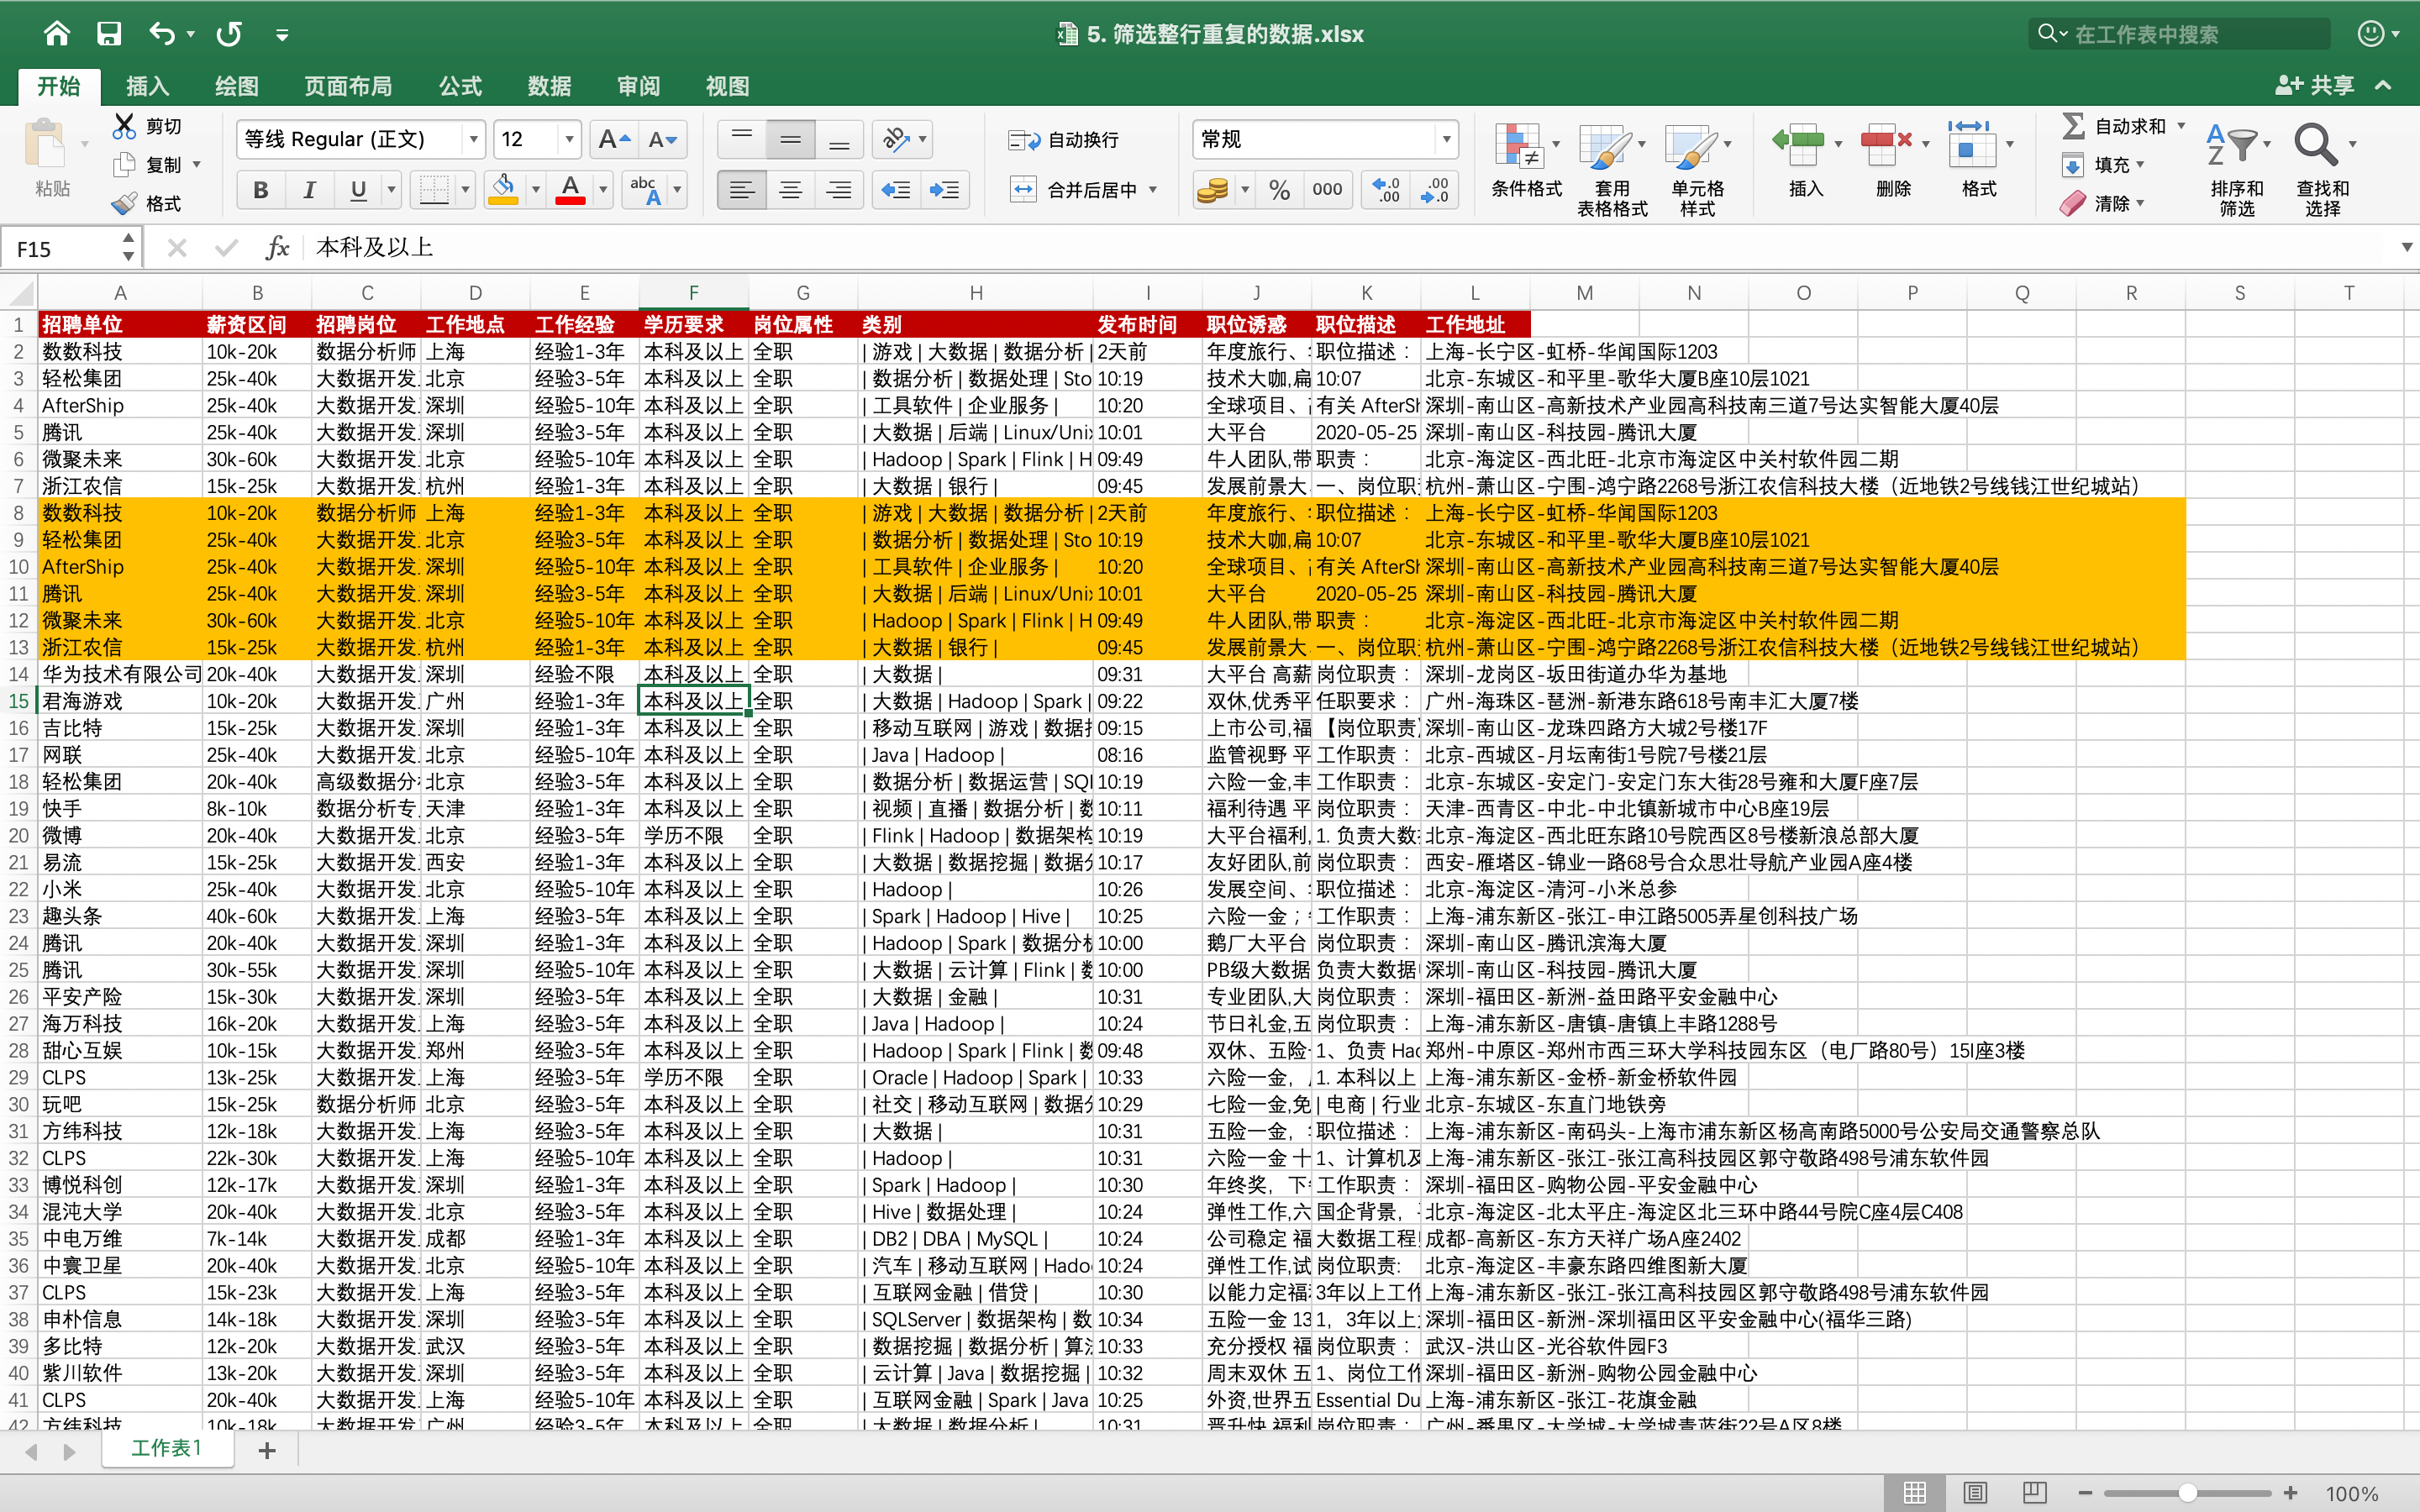 5. 筛选整行重复的数据.xlsx
在工作表中搜索
开始 插入 绘图 页面布局 公式 数据 审阅 视图 共享
粘贴 剪切 复制 格式
等线 Regular (正文) 12
自动换行 合并后居中
常规
条件格式 套用表格格式 单元格样式 插入 删除 格式
自动求和 填充 清除 排序和筛选 查找和选择
F15 fx 本科及以上
A B C D E F G H I J K L M N O P Q R S T
1 招聘单位 薪资区间 招聘岗位 工作地点 工作经验 学历要求 岗位属性 类别 发布时间 职位诱惑 职位描述 工作地址
2 数数科技 10k-20k 数据分析师 上海 经验1-3年 本科及以上 全职 | 游戏 | 大数据 | 数据分析 | 2天前 年度旅行、 职位描述： 上海-长宁区-虹桥-华闻国际1203
3 轻松集团 25k-40k 大数据开发 北京 经验3-5年 本科及以上 全职 | 数据分析 | 数据处理 | Sto 10:19 技术大咖,扁 10:07 北京-东城区-和平里-歌华大厦B座10层1021
4 AfterShip 25k-40k 大数据开发 深圳 经验5-10年 本科及以上 全职 | 工具软件 | 企业服务 | 10:20 全球项目、 有关 AfterSh 深圳-南山区-高新技术产业园高科技南三道7号达实智能大厦40层
5 腾讯 25k-40k 大数据开发 深圳 经验3-5年 本科及以上 全职 | 大数据 | 后端 | Linux/Unix 10:01 大平台 2020-05-25 深圳-南山区-科技园-腾讯大厦
6 微聚未来 30k-60k 大数据开发 北京 经验5-10年 本科及以上 全职 | Hadoop | Spark | Flink | H 09:49 牛人团队,带 职责： 北京-海淀区-西北旺-北京市海淀区中关村软件园二期
7 浙江农信 15k-25k 大数据开发 杭州 经验1-3年 本科及以上 全职 | 大数据 | 银行 | 09:45 发展前景大 一、岗位职 杭州-萧山区-宁围-鸿宁路2268号浙江农信科技大楼（近地铁2号线钱江世纪城站）
8 数数科技 10k-20k 数据分析师 上海 经验1-3年 本科及以上 全职 | 游戏 | 大数据 | 数据分析 | 2天前 年度旅行、 职位描述： 上海-长宁区-虹桥-华闻国际1203
9 轻松集团 25k-40k 大数据开发 北京 经验3-5年 本科及以上 全职 | 数据分析 | 数据处理 | Sto 10:19 技术大咖,扁 10:07 北京-东城区-和平里-歌华大厦B座10层1021
10 AfterShip 25k-40k 大数据开发 深圳 经验5-10年 本科及以上 全职 | 工具软件 | 企业服务 | 10:20 全球项目、 有关 AfterSh 深圳-南山区-高新技术产业园高科技南三道7号达实智能大厦40层
11 腾讯 25k-40k 大数据开发 深圳 经验3-5年 本科及以上 全职 | 大数据 | 后端 | Linux/Unix 10:01 大平台 2020-05-25 深圳-南山区-科技园-腾讯大厦
12 微聚未来 30k-60k 大数据开发 北京 经验5-10年 本科及以上 全职 | Hadoop | Spark | Flink | H 09:49 牛人团队,带 职责： 北京-海淀区-西北旺-北京市海淀区中关村软件园二期
13 浙江农信 15k-25k 大数据开发 杭州 经验1-3年 本科及以上 全职 | 大数据 | 银行 | 09:45 发展前景大 一、岗位职 杭州-萧山区-宁围-鸿宁路2268号浙江农信科技大楼（近地铁2号线钱江世纪城站）
14 华为技术有限公司 20k-40k 大数据开发 深圳 经验不限 本科及以上 全职 | 大数据 | 09:31 大平台 高薪 岗位职责： 深圳-龙岗区-坂田街道办华为基地
15 君海游戏 10k-20k 大数据开发 广州 经验1-3年 本科及以上 全职 | 大数据 | Hadoop | Spark | 09:22 双休,优秀平 任职要求： 广州-海珠区-琶洲-新港东路618号南丰汇大厦7楼
16 吉比特 15k-25k 大数据开发 深圳 经验1-3年 本科及以上 全职 | 移动互联网 | 游戏 | 数据 09:15 上市公司,福 【岗位职责】 深圳-南山区-龙珠四路方大城2号楼17F
17 网联 25k-40k 大数据开发 北京 经验5-10年 本科及以上 全职 | Java | Hadoop | 08:16 监管视野 平 工作职责： 北京-西城区-月坛南街1号院7号楼21层
18 轻松集团 20k-40k 高级数据分 北京 经验3-5年 本科及以上 全职 | 数据分析 | 数据运营 | SQL 10:19 六险一金,丰 工作职责： 北京-东城区-安定门-安定门东大街28号雍和大厦F座7层
19 快手 8k-10k 数据分析专 天津 经验1-3年 本科及以上 全职 | 视频 | 直播 | 数据分析 | 数 10:11 福利待遇 平 岗位职责： 天津-西青区-中北-中北镇新城市中心B座19层
20 微博 20k-40k 大数据开发 北京 经验3-5年 学历不限 全职 | Flink | Hadoop | 数据架构 10:19 大平台福利, 1. 负责大数 北京-海淀区-西北旺东路10号院西区8号楼新浪总部大厦
21 易流 15k-25k 大数据开发 西安 经验1-3年 本科及以上 全职 | 大数据 | 数据挖掘 | 数据分 10:17 友好团队,前 岗位职责： 西安-雁塔区-锦业一路68号合众思壮导航产业园A座4楼
22 小米 25k-40k 大数据开发 北京 经验5-10年 本科及以上 全职 | Hadoop | 10:26 发展空间、 职位描述： 北京-海淀区-清河-小米总参
23 趣头条 40k-60k 大数据开发 上海 经验3-5年 本科及以上 全职 | Spark | Hadoop | Hive | 10:25 六险一金； 工作职责： 上海-浦东新区-张江-申江路5005弄星创科技广场
24 腾讯 20k-40k 大数据开发 深圳 经验1-3年 本科及以上 全职 | Hadoop | Spark | 数据分析 10:00 鹅厂大平台 岗位职责： 深圳-南山区-腾讯滨海大厦
25 腾讯 30k-55k 大数据开发 深圳 经验5-10年 本科及以上 全职 | 大数据 | 云计算 | Flink | 数 10:00 PB级大数据 负责大数据 深圳-南山区-科技园-腾讯大厦
26 平安产险 15k-30k 大数据开发 深圳 经验3-5年 本科及以上 全职 | 大数据 | 金融 | 10:31 专业团队,大 岗位职责： 深圳-福田区-新洲-益田路平安金融中心
27 海万科技 16k-20k 大数据开发 上海 经验3-5年 本科及以上 全职 | Java | Hadoop | 10:24 节日礼金,五 岗位职责： 上海-浦东新区-唐镇-唐镇上丰路1288号
28 甜心互娱 10k-15k 大数据开发 郑州 经验3-5年 本科及以上 全职 | Hadoop | Spark | Flink | 数 09:48 双休、五险 1、负责 Had 郑州-中原区-郑州市西三环大学科技园东区（电厂路80号）15I座3楼
29 CLPS 13k-25k 大数据开发 上海 经验3-5年 学历不限 全职 | Oracle | Hadoop | Spark | 10:33 六险一金， 1. 本科以上 上海-浦东新区-金桥-新金桥软件园
30 玩吧 15k-25k 数据分析师 北京 经验3-5年 本科及以上 全职 | 社交 | 移动互联网 | 数据分 10:29 七险一金,免 | 电商 | 行业 北京-东城区-东直门地铁旁
31 方纬科技 12k-18k 大数据开发 上海 经验3-5年 本科及以上 全职 | 大数据 | 10:31 五险一金， 职位描述： 上海-浦东新区-南码头-上海市浦东新区杨高南路5000号公安局交通警察总队
32 CLPS 22k-30k 大数据开发 上海 经验5-10年 本科及以上 全职 | Hadoop | 10:31 六险一金 十 1、计算机及 上海-浦东新区-张江-张江高科技园区郭守敬路498号浦东软件园
33 博悦科创 12k-17k 大数据开发 深圳 经验3-5年 本科及以上 全职 | Spark | Hadoop | 10:30 年终奖，下 工作职责： 深圳-福田区-购物公园-平安金融中心
34 混沌大学 20k-40k 大数据开发 北京 经验3-5年 本科及以上 全职 | Hive | 数据处理 | 10:24 弹性工作,六 国企背景， 北京-海淀区-北太平庄-海淀区北三环中路44号院C座4层C408
35 中电万维 7k-14k 大数据开发 成都 经验1-3年 本科及以上 全职 | DB2 | DBA | MySQL | 10:24 公司稳定 福 大数据工程 成都-高新区-东方天祥广场A座2402
36 中寰卫星 20k-40k 大数据开发 北京 经验5-10年 本科及以上 全职 | 汽车 | 移动互联网 | Hado 10:24 弹性工作,试 岗位职责: 北京-海淀区-丰豪东路四维图新大厦
37 CLPS 15k-23k 大数据开发 上海 经验3-5年 本科及以上 全职 | 互联网金融 | 借贷 | 10:30 以能力定福 3年以上工作 上海-浦东新区-张江-张江高科技园区郭守敬路498号浦东软件园
38 申朴信息 14k-18k 大数据开发 深圳 经验3-5年 本科及以上 全职 | SQLServer | 数据架构 | 数 10:34 五险一金 13 1，3年以上 深圳-福田区-新洲-深圳福田区平安金融中心(福华三路)
39 多比特 12k-20k 大数据开发 武汉 经验3-5年 本科及以上 全职 | 数据挖掘 | 数据分析 | 算法 10:33 充分授权 福 岗位职责： 武汉-洪山区-光谷软件园F3
40 紫川软件 13k-20k 大数据开发 深圳 经验3-5年 本科及以上 全职 | 云计算 | Java | 数据挖掘 | 10:32 周末双休 五 1、岗位工作 深圳-福田区-新洲-购物公园金融中心
41 CLPS 20k-40k 大数据开发 上海 经验5-10年 本科及以上 全职 | 互联网金融 | Spark | Java 10:25 外资,世界五 Essential Du 上海-浦东新区-张江-花旗金融
42 方纬科技 10k-18k 大数据开发 广州 经验3-5年 本科及以上 全职 | 大数据 | 数据分析 | 10:31 晋升快,福利 岗位职责： 广州-番禺区-大学城-大学城青蓝街22号A区8楼
工作表1
100%